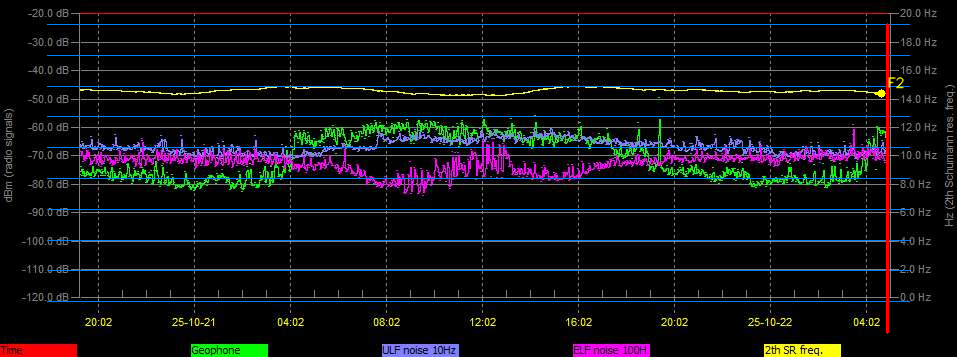 -20.0 dB 20.0 Hz
-30.0 dB 18.0 Hz
-40.0 dB 16.0 Hz
F2
-50.0 dB 14.0 Hz
-60.0 dB 12.0 Hz
-70.0 dB 10.0 Hz
-80.0 dB 8.0 Hz
-90.0 dB 6.0 Hz
-100.0 dB 4.0 Hz
-110.0 dB 2.0 Hz
-120.0 dB 0.0 Hz
dBm (radio signals)
Hz (2th Schumann res. freq.)
20:02 25-10-21 04:02 08:02 12:02 16:02 20:02 25-10-22 04:02
Time Geophone ULF noise 10Hz ELF noise 100H 2th SR freq.